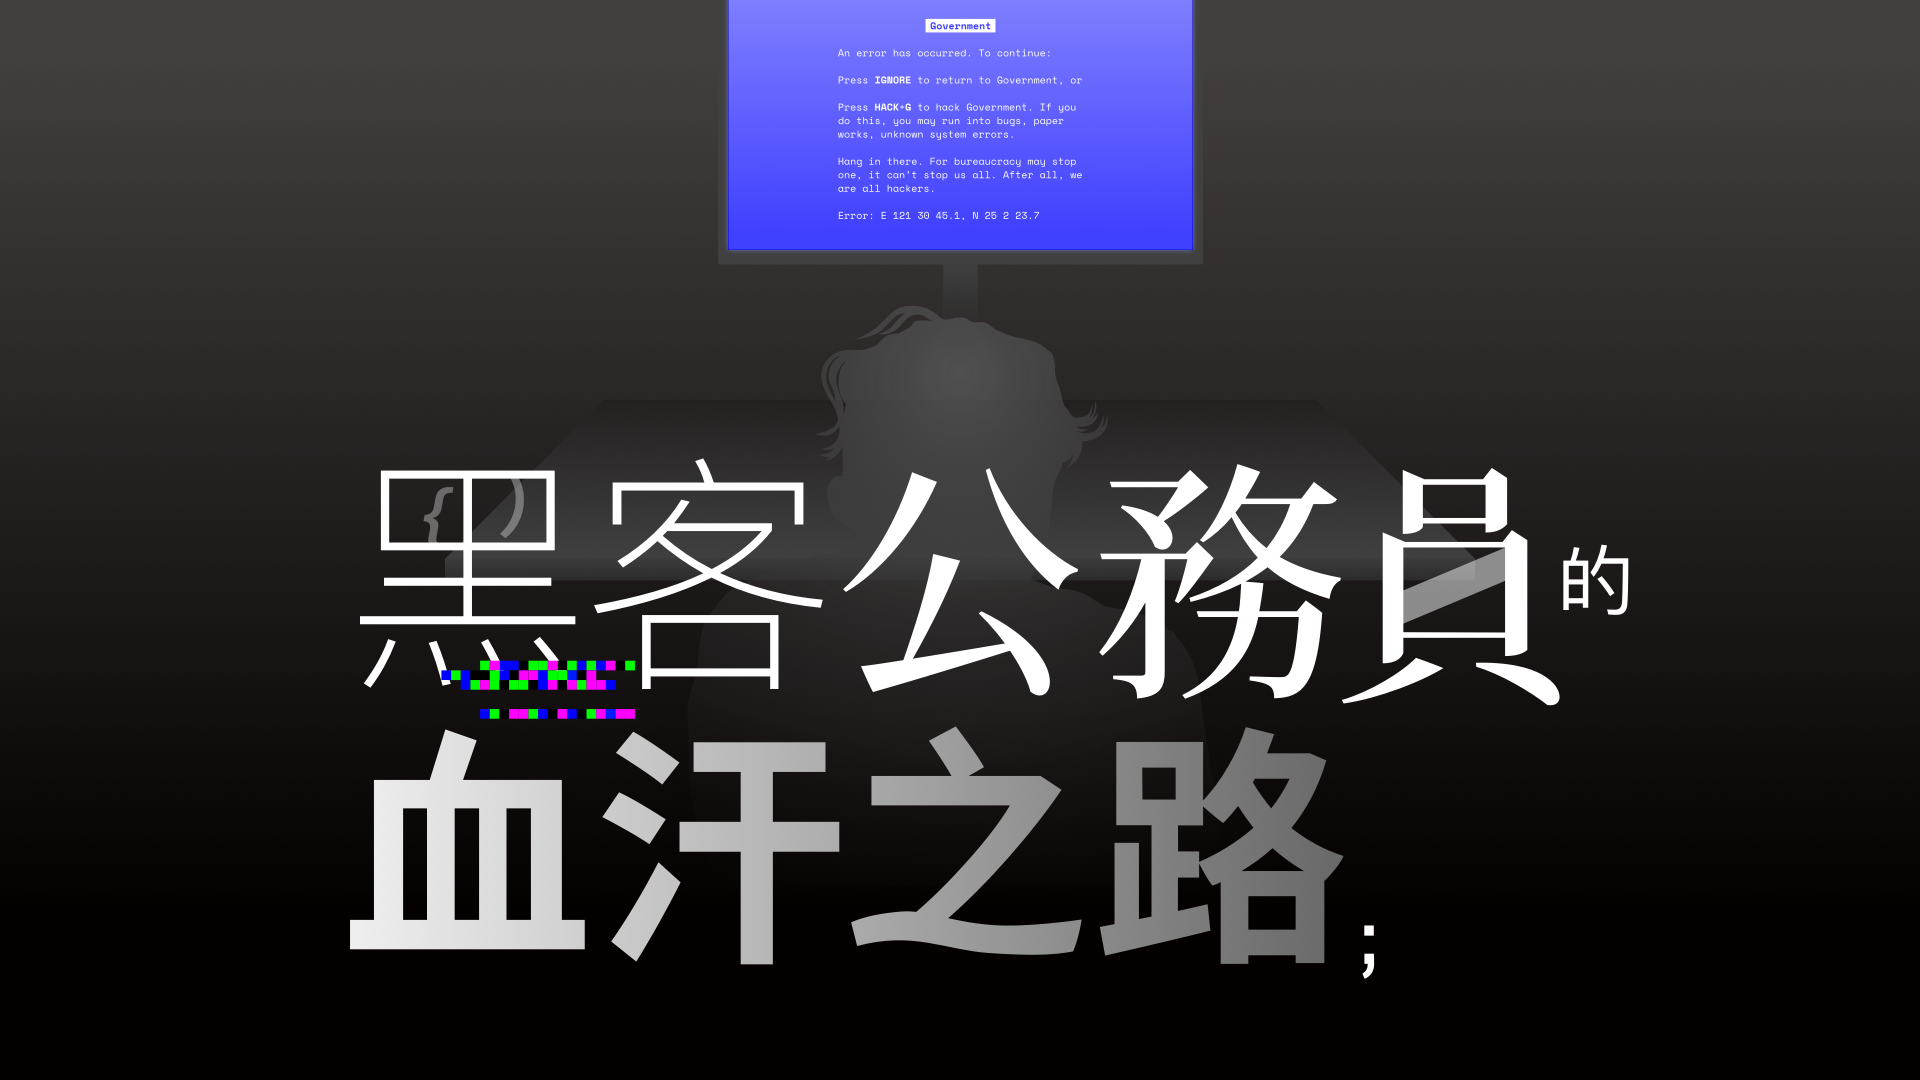 Government
An error has occurred. To continue:
Press IGNORE to return to Government, or
Press HACK+G to hack Government. If you
do this, you may run into bugs, paper
works, unknown system errors.
Hang in there. For bureaucracy may stop
one, it can't stop us all. After all, we
are all hackers.
Error: E 121 30 45.1, N 25 2 23.7
{ )
黑客公務員的
血汗之路;